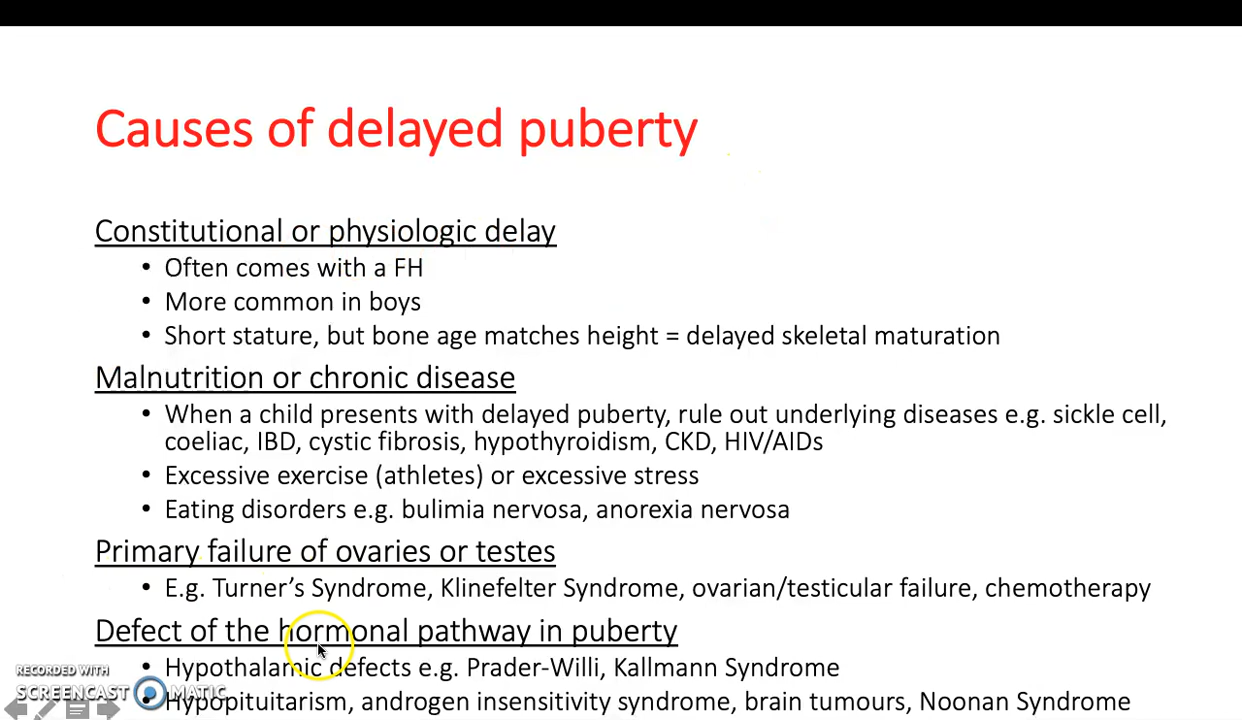 Causes of delayed puberty
Constitutional or physiologic delay
• Often comes with a FH
• More common in boys
• Short stature, but bone age matches height = delayed skeletal maturation
Malnutrition or chronic disease
• When a child presents with delayed puberty, rule out underlying diseases e.g. sickle cell,
coeliac, IBD, cystic fibrosis, hypothyroidism, CKD, HIV/AIDs
• Excessive exercise (athletes) or excessive stress
• Eating disorders e.g. bulimia nervosa, anorexia nervosa
Primary failure of ovaries or testes
• E.g. Turner's Syndrome, Klinefelter Syndrome, ovarian/testicular failure, chemotherapy
Defect of the hormonal pathway in puberty
• Hypothalamic defects e.g. Prader-Willi, Kallmann Syndrome
• Hypopituitarism, androgen insensitivity syndrome, brain tumours, Noonan Syndrome
RECORDED WITH
SCREENCAST MATIC